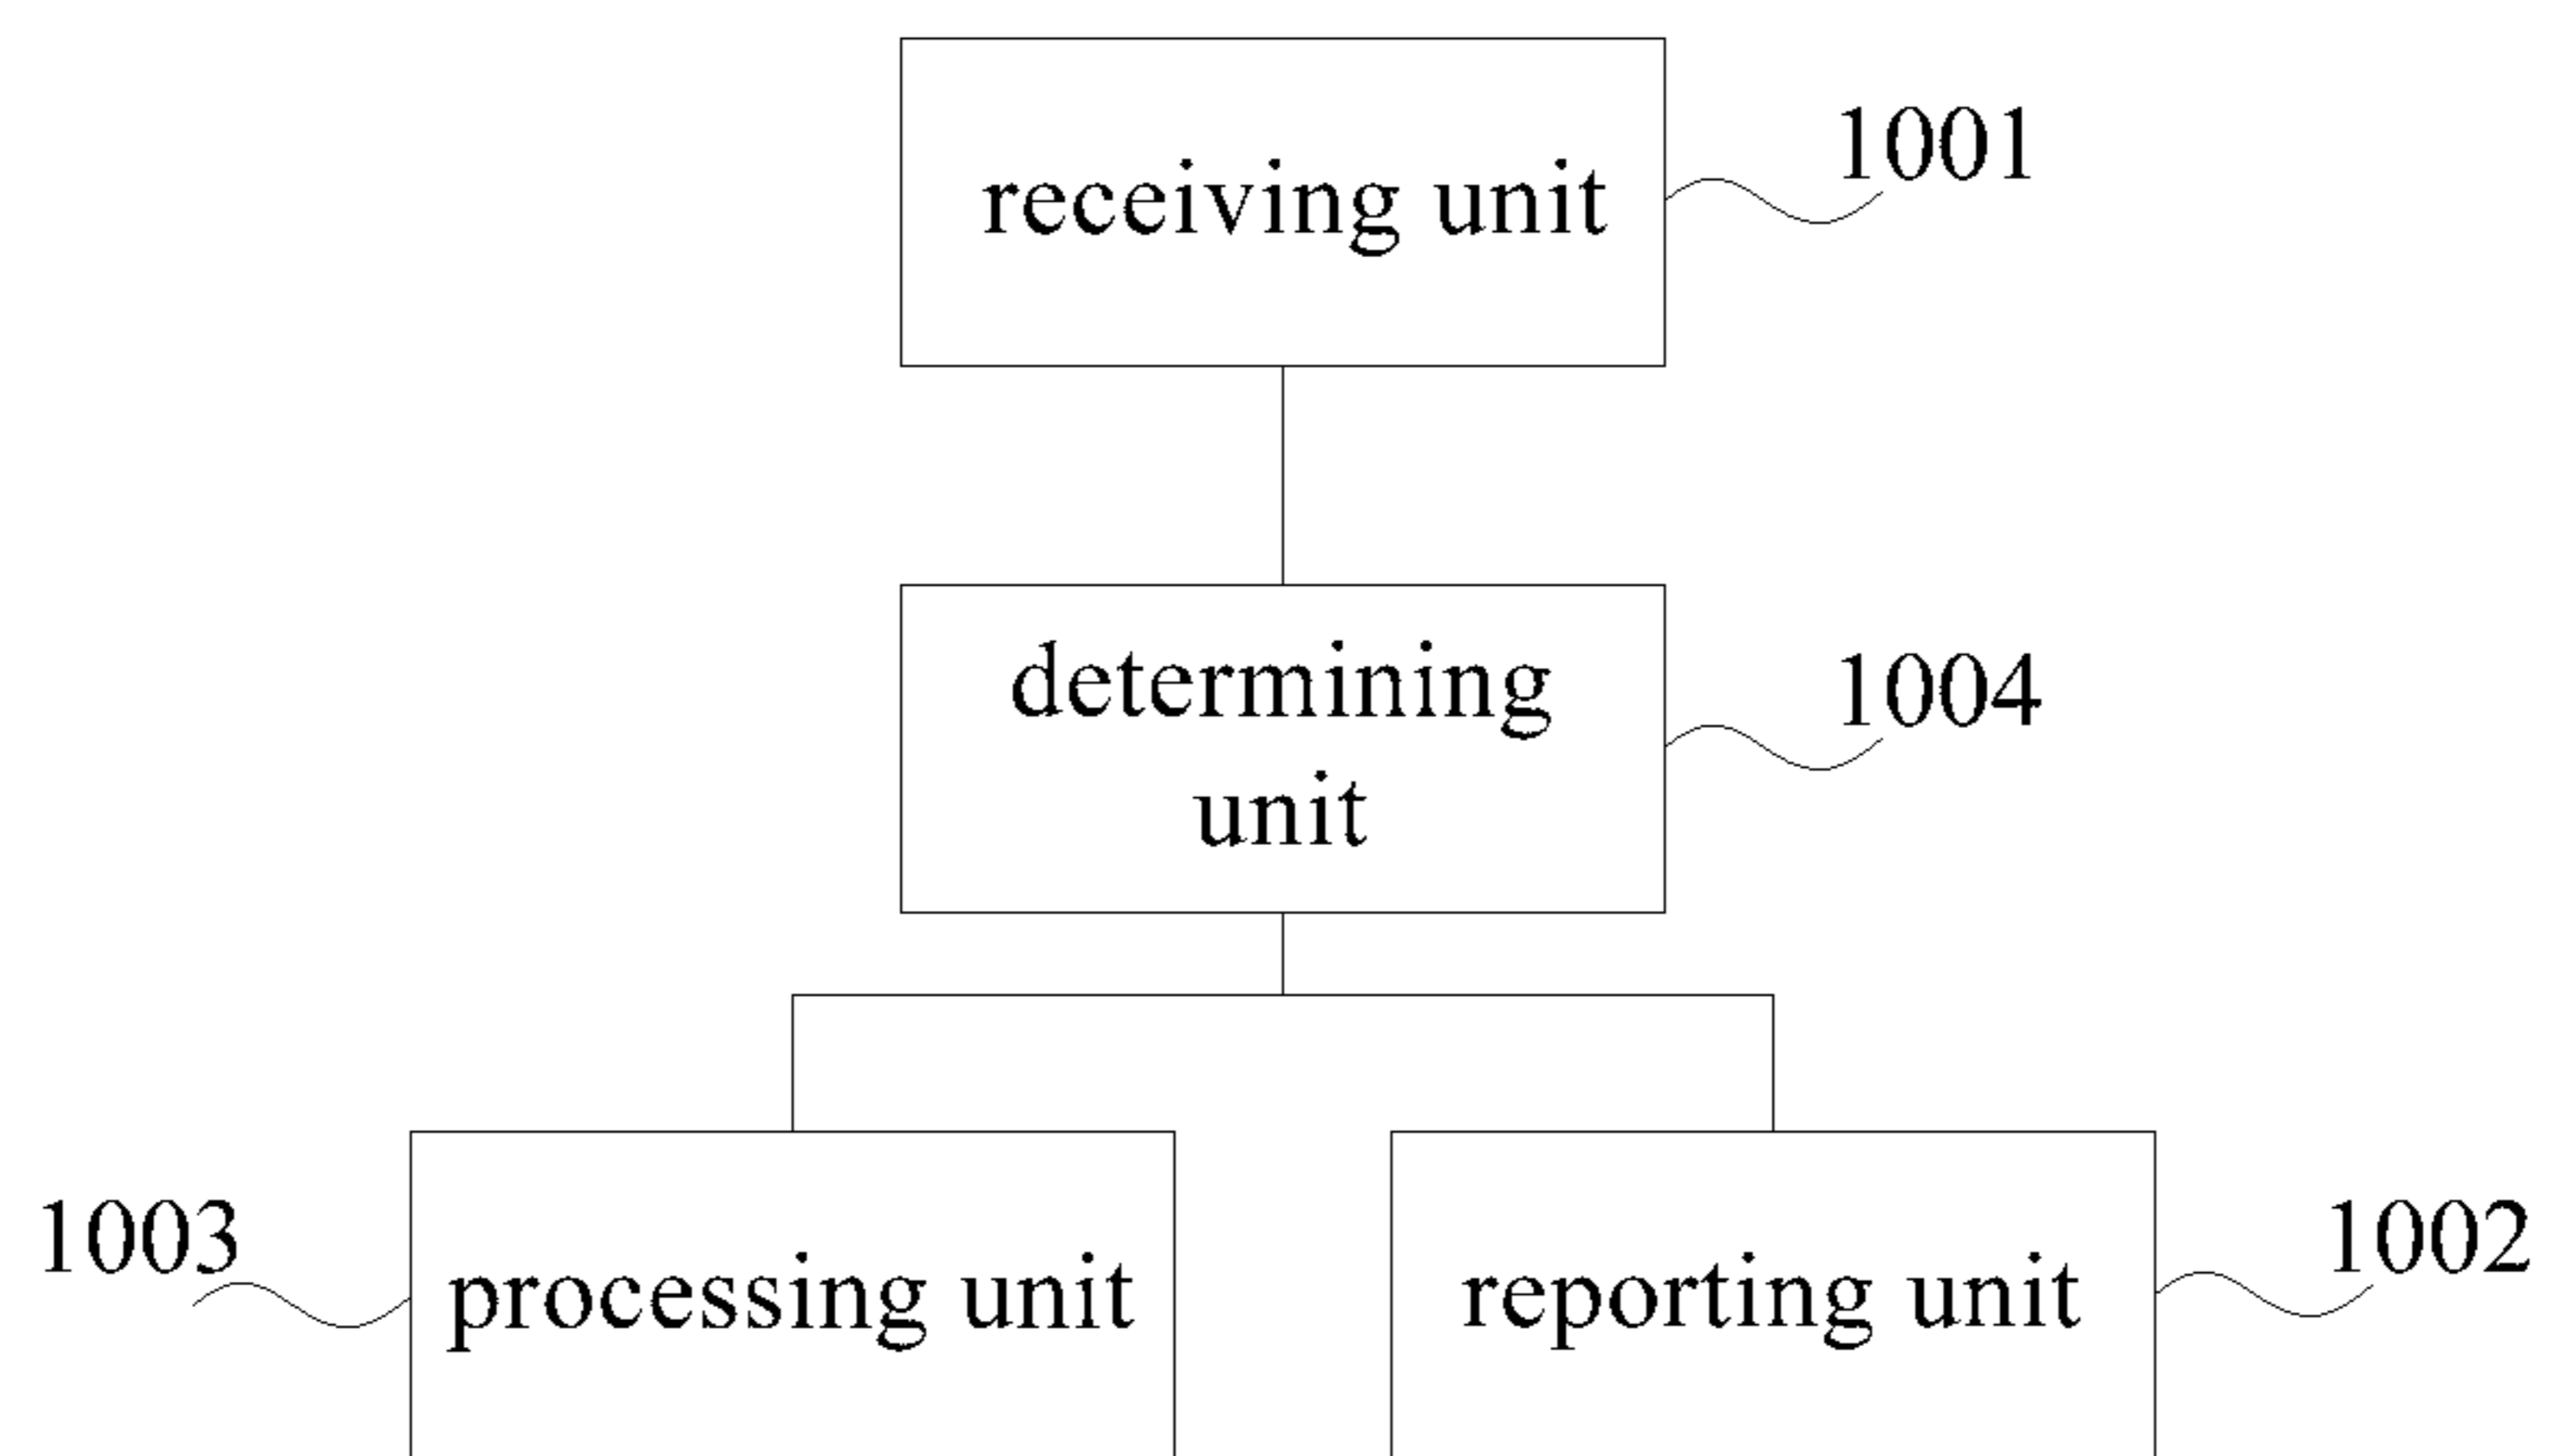 receiving unit
1001
determining
unit
1004
1003
processing unit
reporting unit
1002